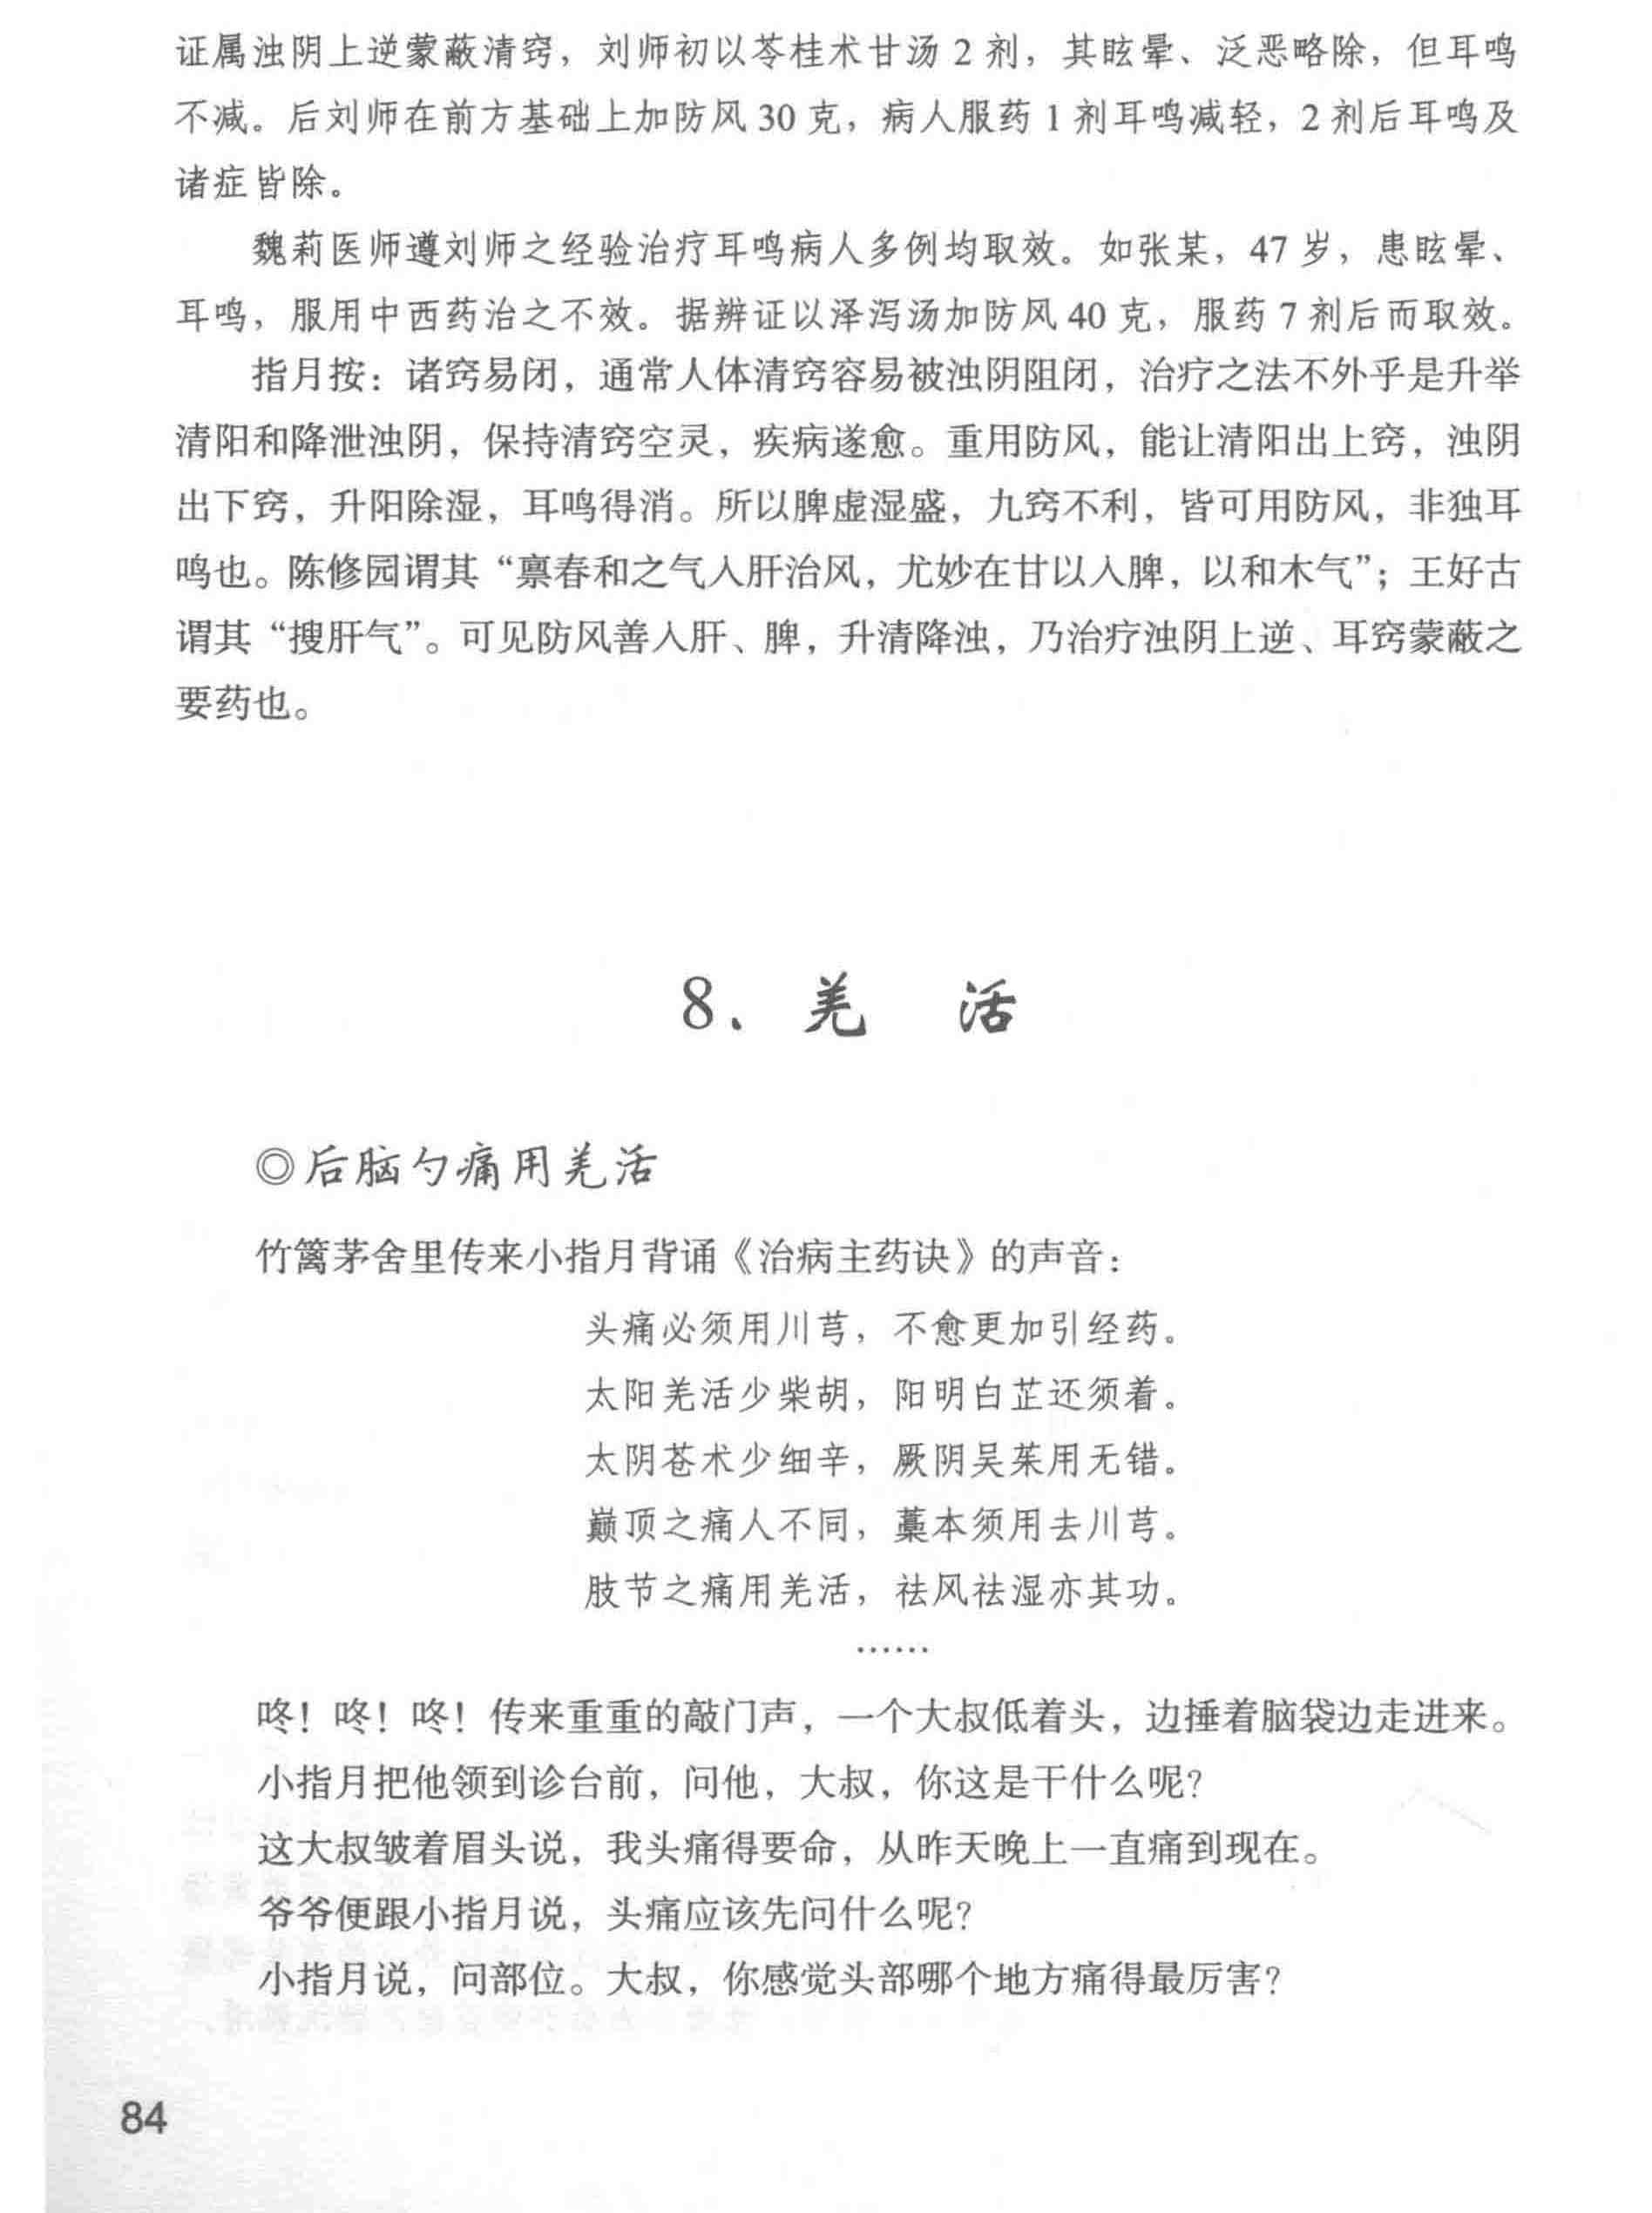 证属浊阴上逆蒙蔽清窍，刘师初以苓桂术甘汤 2 剂，其眩晕、泛恶略除，但耳鸣
不减。后刘师在前方基础上加防风 30 克，病人服药 1 剂耳鸣减轻，2 剂后耳鸣及
诸症皆除。
魏莉医师遵刘师之经验治疗耳鸣病人多例均取效。如张某，47 岁，患眩晕、
耳鸣，服用中西药治之不效。据辨证以泽泻汤加防风 40 克，服药 7 剂后而取效。
指月按：诸窍易闭，通常人体清窍容易被浊阴阻闭，治疗之法不外乎是升举
清阳和降泄浊阴，保持清窍空灵，疾病遂愈。重用防风，能让清阳出上窍，浊阴
出下窍，升阳除湿，耳鸣得消。所以脾虚湿盛，九窍不利，皆可用防风，非独耳
鸣也。陈修园谓其“禀春和之气入肝治风，尤妙在甘以入脾，以和木气”；王好古
谓其“搜肝气”。可见防风善入肝、脾，升清降浊，乃治疗浊阴上逆、耳窍蒙蔽之
要药也。
8、羌 活
◎后脑勺痛用羌活
竹篱茅舍里传来小指月背诵《治病主药诀》的声音：
头痛必须用川芎，不愈更加引经药。
太阳羌活少柴胡，阳明白芷还须着。
太阴苍术少细辛，厥阴吴茱用无错。
巅顶之痛人不同，藁本须用去川芎。
肢节之痛用羌活，祛风祛湿亦其功。
……
咚！咚！咚！传来重重的敲门声，一个大叔低着头，边捶着脑袋边走进来。
小指月把他领到诊台前，问他，大叔，你这是干什么呢？
这大叔皱着眉头说，我头痛得要命，从昨天晚上一直痛到现在。
爷爷便跟小指月说，头痛应该先问什么呢？
小指月说，问部位。大叔，你感觉头部哪个地方痛得最厉害？
84